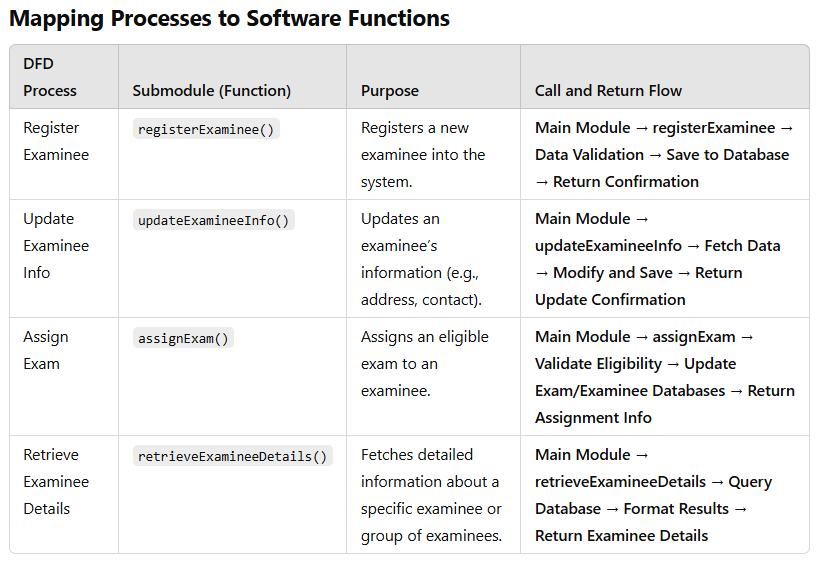 Mapping Processes to Software Functions
DFD
Process
Submodule (Function)
Purpose
Call and Return Flow
Register
Examinee
registerExaminee()
Registers a new
examinee into the
system.
Main Module → registerExaminee →
Data Validation → Save to Database
→ Return Confirmation
Update
Examinee
Info
updateExamineeInfo()
Updates an
examinee’s
information (e.g.,
address, contact).
Main Module →
updateExamineeInfo → Fetch Data
→ Modify and Save → Return
Update Confirmation
Assign
Exam
assignExam()
Assigns an eligible
exam to an
examinee.
Main Module → assignExam →
Validate Eligibility → Update
Exam/Examinee Databases → Return
Assignment Info
Retrieve
Examinee
Details
retrieveExamineeDetails()
Fetches detailed
information about a
specific examinee or
group of examinees.
Main Module →
retrieveExamineeDetails → Query
Database → Format Results →
Return Examinee Details